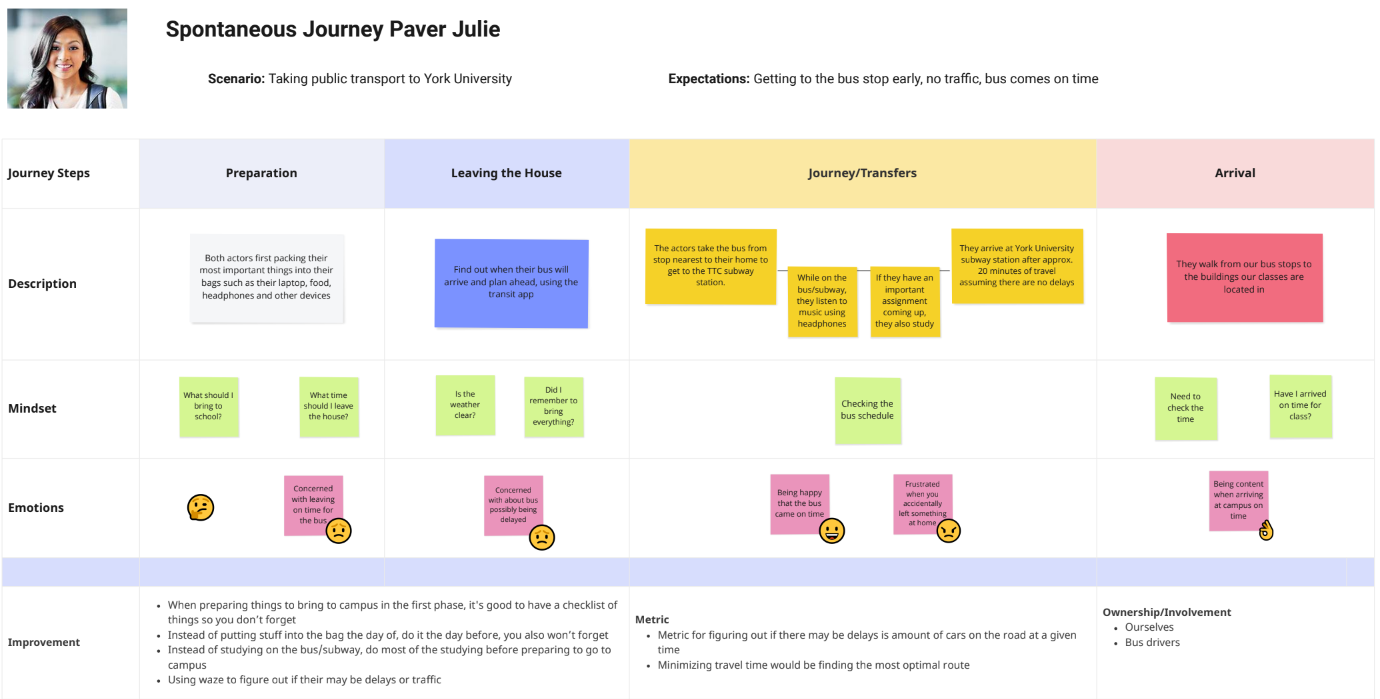 Spontaneous Journey Paver Julie
Scenario: Taking public transport to York University
Expectations: Getting to the bus stop early, no traffic, bus comes on time
Journey Steps
Preparation
Leaving the House
Journey/Transfers
Arrival
Description
Both actors first packing their
most important things into their
bags such as their laptop, food,
headphones and other devices
Find out when their bus will
arrive and plan ahead, using the
transit app
The actors take the bus from
stop nearest to their home to
get to the TTC subway
station.
While on the
bus/subway,
they listen to
music using
headphones
If they have an
important
assignment
coming up,
they also study
They arrive at York University
subway station after approx.
20 minutes of travel
assuming there are no delays
They walk from our bus stops to
the buildings our classes are
located in
Mindset
What should I
bring to
school?
What time
should I leave
the house?
Is the
weather
clear?
Did I
remember to
bring
everything?
Checking the
bus schedule
Need to
check the
time
Have I arrived
on time for
class?
Emotions
Concerned
with leaving
on time for
the bus
Concerned
with about bus
possibly being
delayed
Being happy
that the bus
came on time
Frustrated
when you
accidentally
left something
at home
Being content
when arriving
at campus on
time
Improvement
• When preparing things to bring to campus in the first phase, it's good to have a checklist of
things so you don't forget
• Instead of putting stuff into the bag the day of, do it the day before, you also won't forget
• Instead of studying on the bus/subway, do most of the studying before preparing to go to
campus
• Using waze to figure out if their may be delays or traffic
Metric
• Metric for figuring out if there may be delays is amount of cars on the road at a given
time
• Minimizing travel time would be finding the most optimal route
Ownership/Involvement
• Ourselves
• Bus drivers